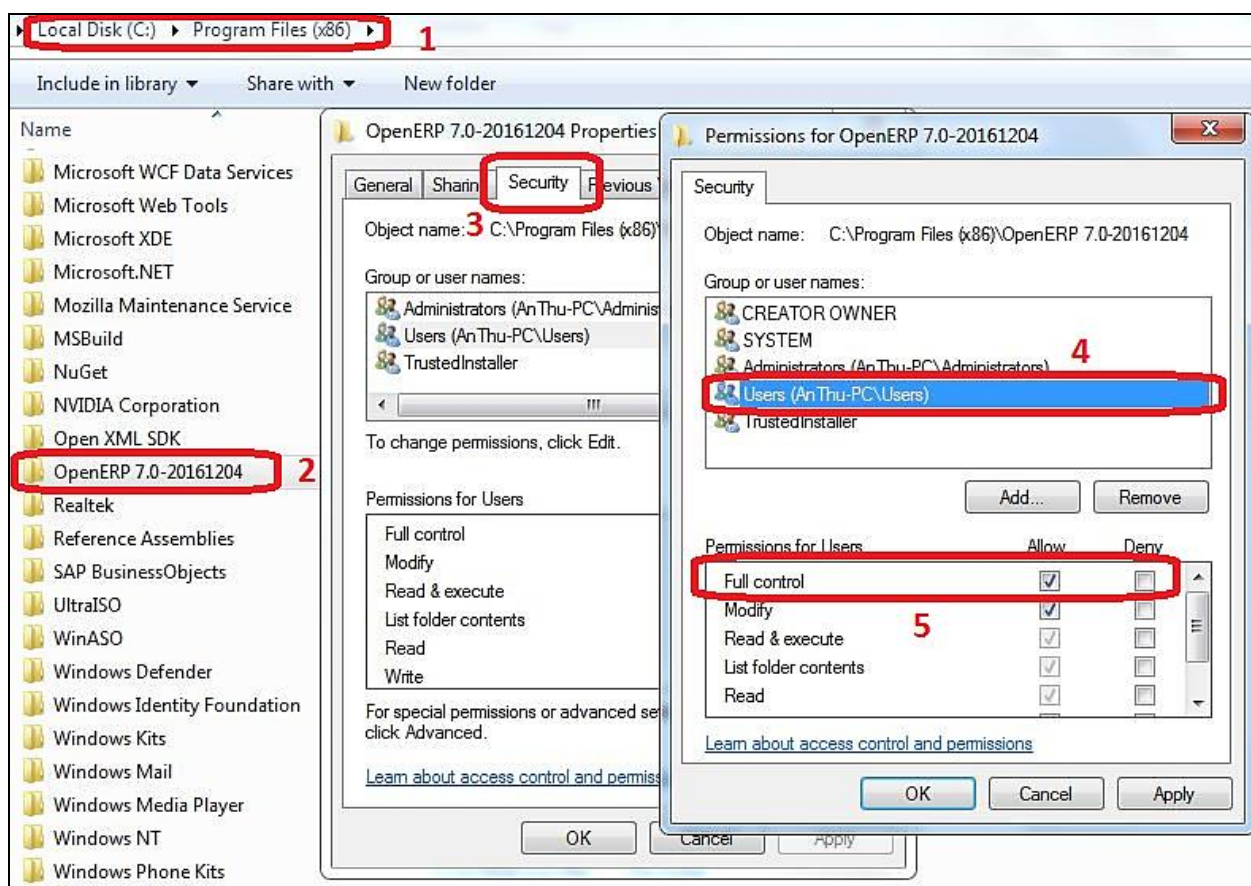 Local Disk (C:) Program Files (x86)
1
Include in library Share with New folder
Name
Microsoft WCF Data Services
Microsoft Web Tools
Microsoft XDE
Microsoft.NET
Mozilla Maintenance Service
MSBuild
NuGet
NVIDIA Corporation
Open XML SDK
OpenERP 7.0-20161204
2
Realtek
Reference Assemblies
SAP BusinessObjects
UltraISO
WinASO
Windows Defender
Windows Identity Foundation
Windows Kits
Windows Mail
Windows Media Player
Windows NT
Windows Phone Kits
OpenERP 7.0-20161204 Properties
General Sharin Security Previous
3
Object name: C:\Program Files (x86)\
Group or user names:
Administrators (AnThu-PC\Adminis
Users (AnThu-PC\Users)
TrustedInstaller
To change permissions, click Edit.
Permissions for Users
Full control
Modify
Read & execute
List folder contents
Read
Write
For special permissions or advanced se
click Advanced.
Learn about access control and permiss
OK Cancel Apply
Permissions for OpenERP 7.0-20161204
Security
Object name: C:\Program Files (x86)\OpenERP 7.0-20161204
Group or user names:
CREATOR OWNER
SYSTEM
4
Administrators (AnThu-PC\Administrators)
Users (AnThu-PC\Users)
TrustedInstaller
Add... Remove
Permissions for Users Allow Deny
Full control
Modify
5
Read & execute
List folder contents
Read
Learn about access control and permissions
OK Cancel Apply